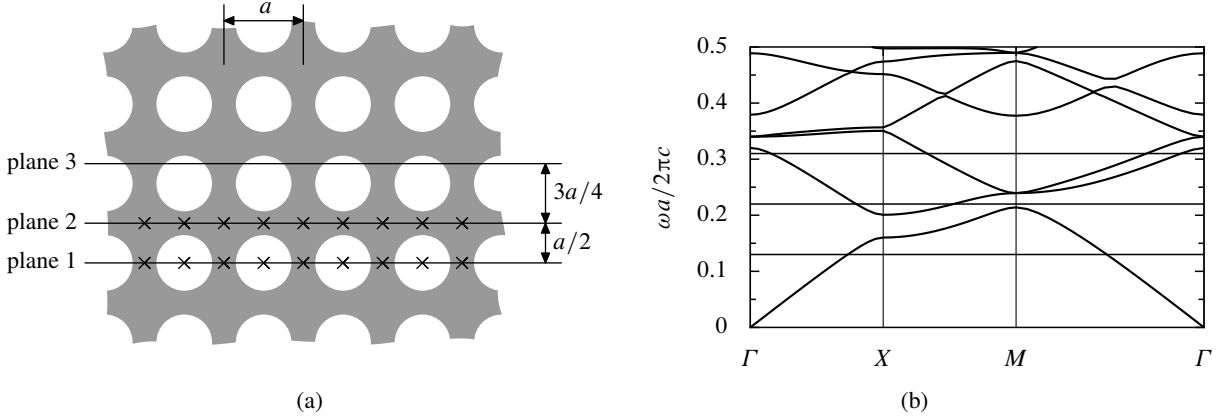 a
plane 3
3a/4
plane 2
a/2
plane 1
(a)
0.5
0.4
0.3
0.2
0.1
0
ωa/2πc
Γ X M Γ
(b)